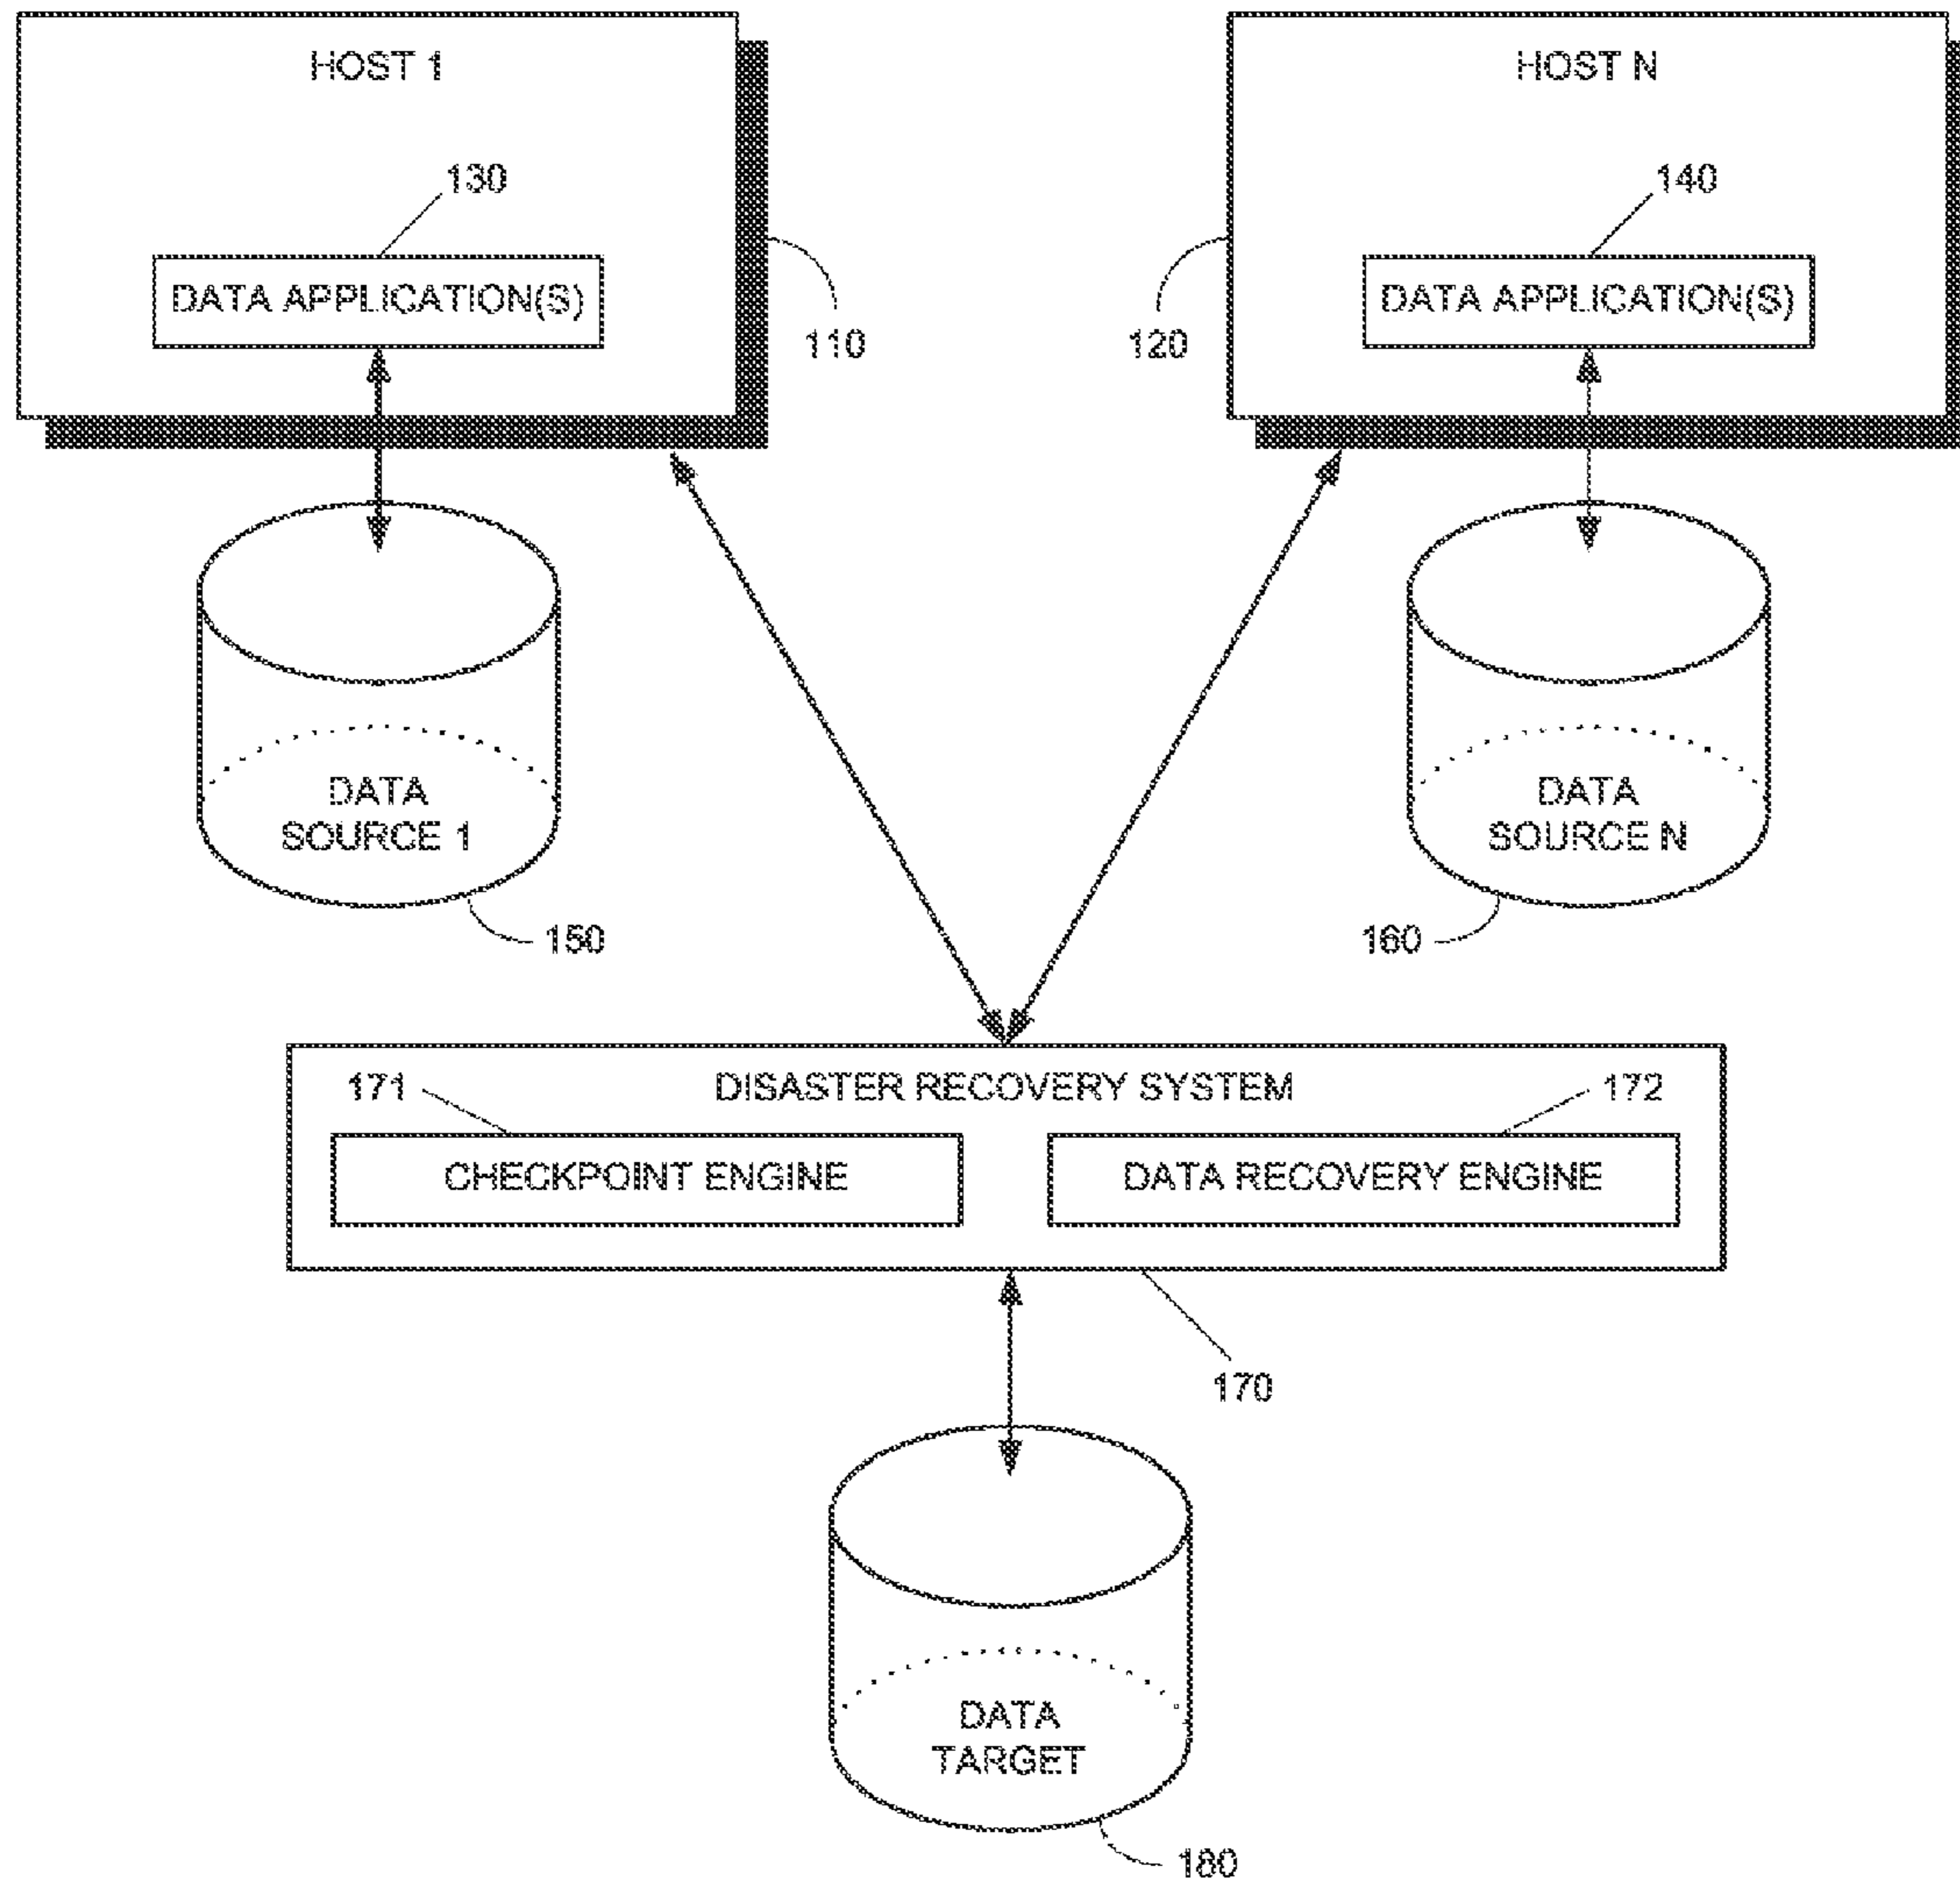 HOST 1
HOST N
130
140
DATA APPLICATION(S)
DATA APPLICATION(S)
110
120
DATA
SOURCE 1
DATA
SOURCE N
150
160
171
DISASTER RECOVERY SYSTEM
172
CHECKPOINT ENGINE
DATA RECOVERY ENGINE
170
DATA
TARGET
180